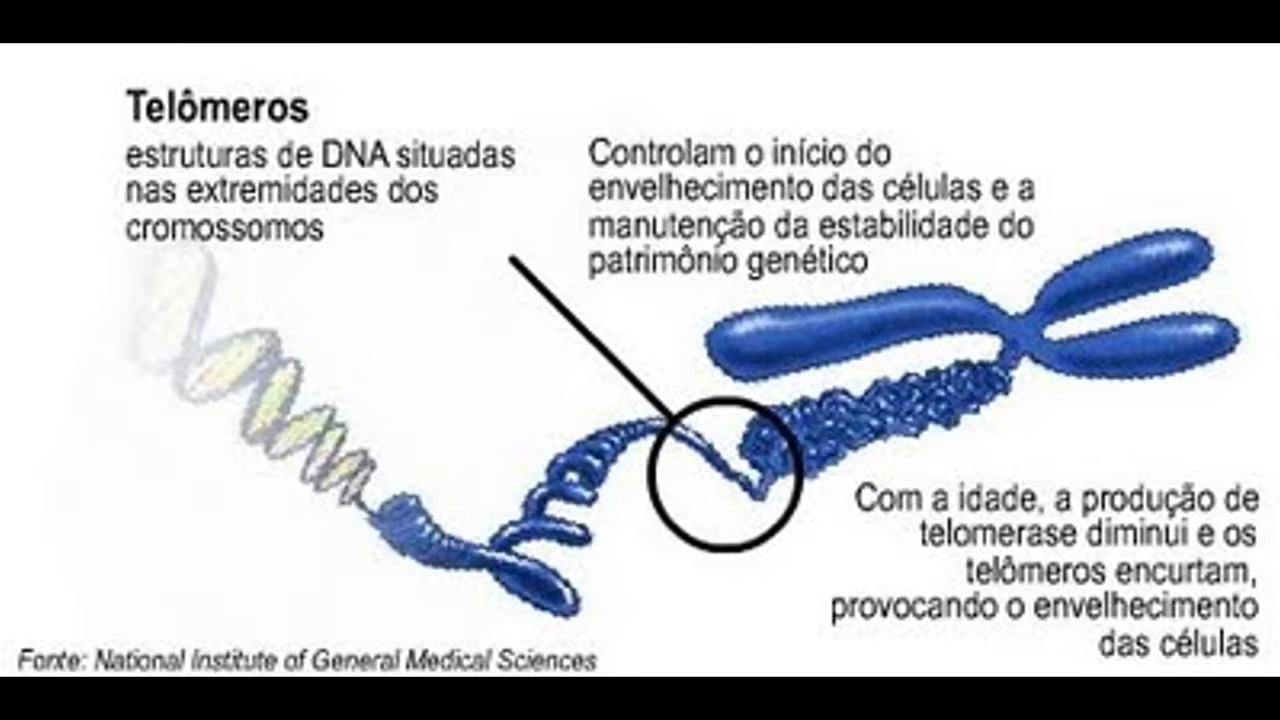 Telômeros
estruturas de DNA situadas
nas extremidades dos
cromossomos
Controlam o início do
envelhecimento das células e a
manutenção da estabilidade do
patrimônio genético
Com a idade, a produção de
telomerase diminui e os
telômeros encurtam,
provocando o envelhecimento
das células
Fonte: National Institute of General Medical Sciences